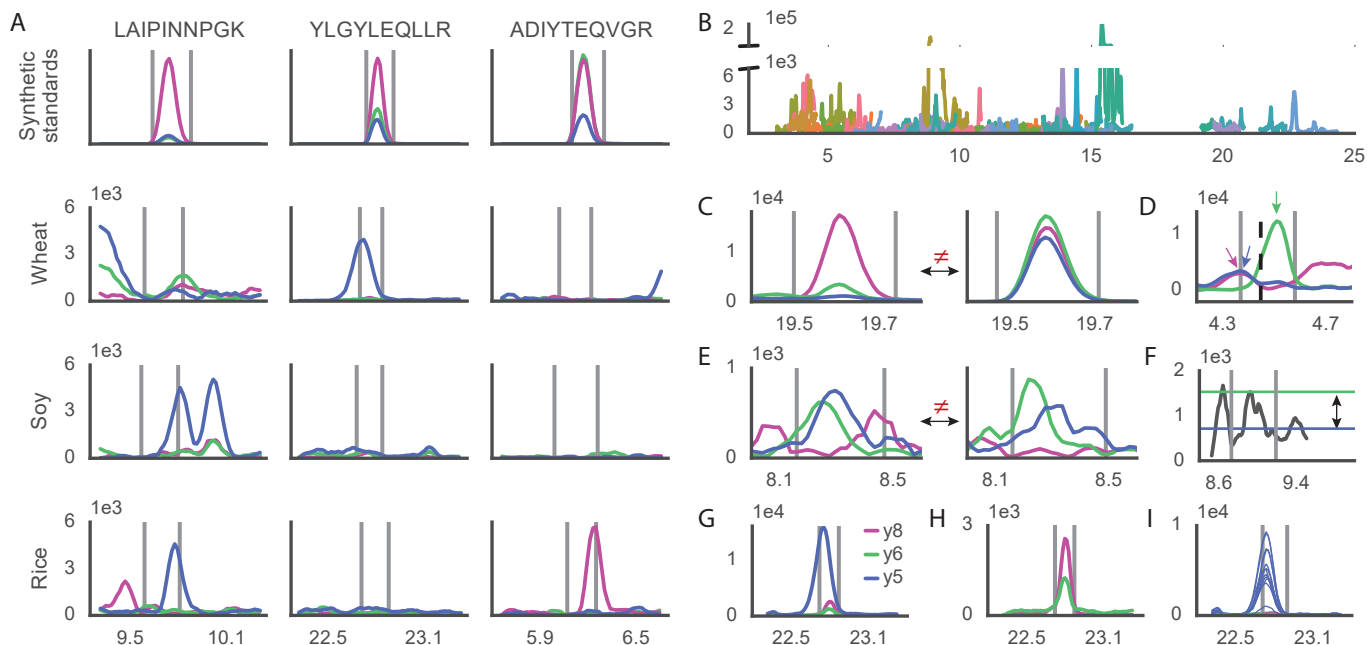 A
LAIPINNPGK
YLGYLEQLLR
ADIYTEQVGR
Synthetic
standards
Wheat
1e3
6
3
0
Soy
1e3
6
3
0
Rice
1e3
6
3
0
9.5 10.1
22.5 23.1
5.9 6.5
B
1e5
2
1e3
6
3
0
5 10 15 20 25
C
1e4
1
0
19.5 19.7
≠
19.5 19.7
D
1e4
1
0
4.3 4.7
E
1e3
1
0
8.1 8.5
≠
8.1 8.5
F
1e3
2
1
0
8.6 9.4
G
1e4
1
0
22.5 23.1
y8
y6
y5
H
1e3
3
0
22.5 23.1
I
1e4
1
0
22.5 23.1